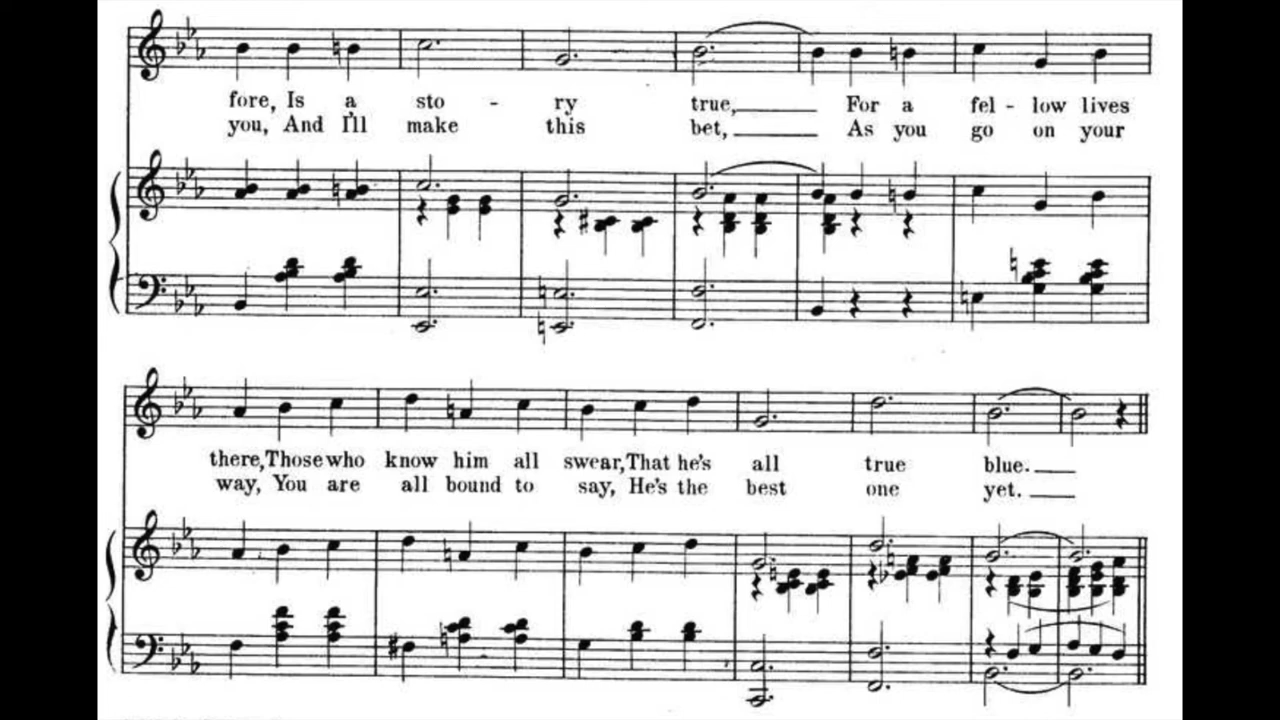 fore, Is a sto - ry true, For a fel - low lives
you, And I'll make this bet, As you go on your
there, Those who know him all swear, That he's all true blue.
way, You are all bound to say, He's the best one yet.